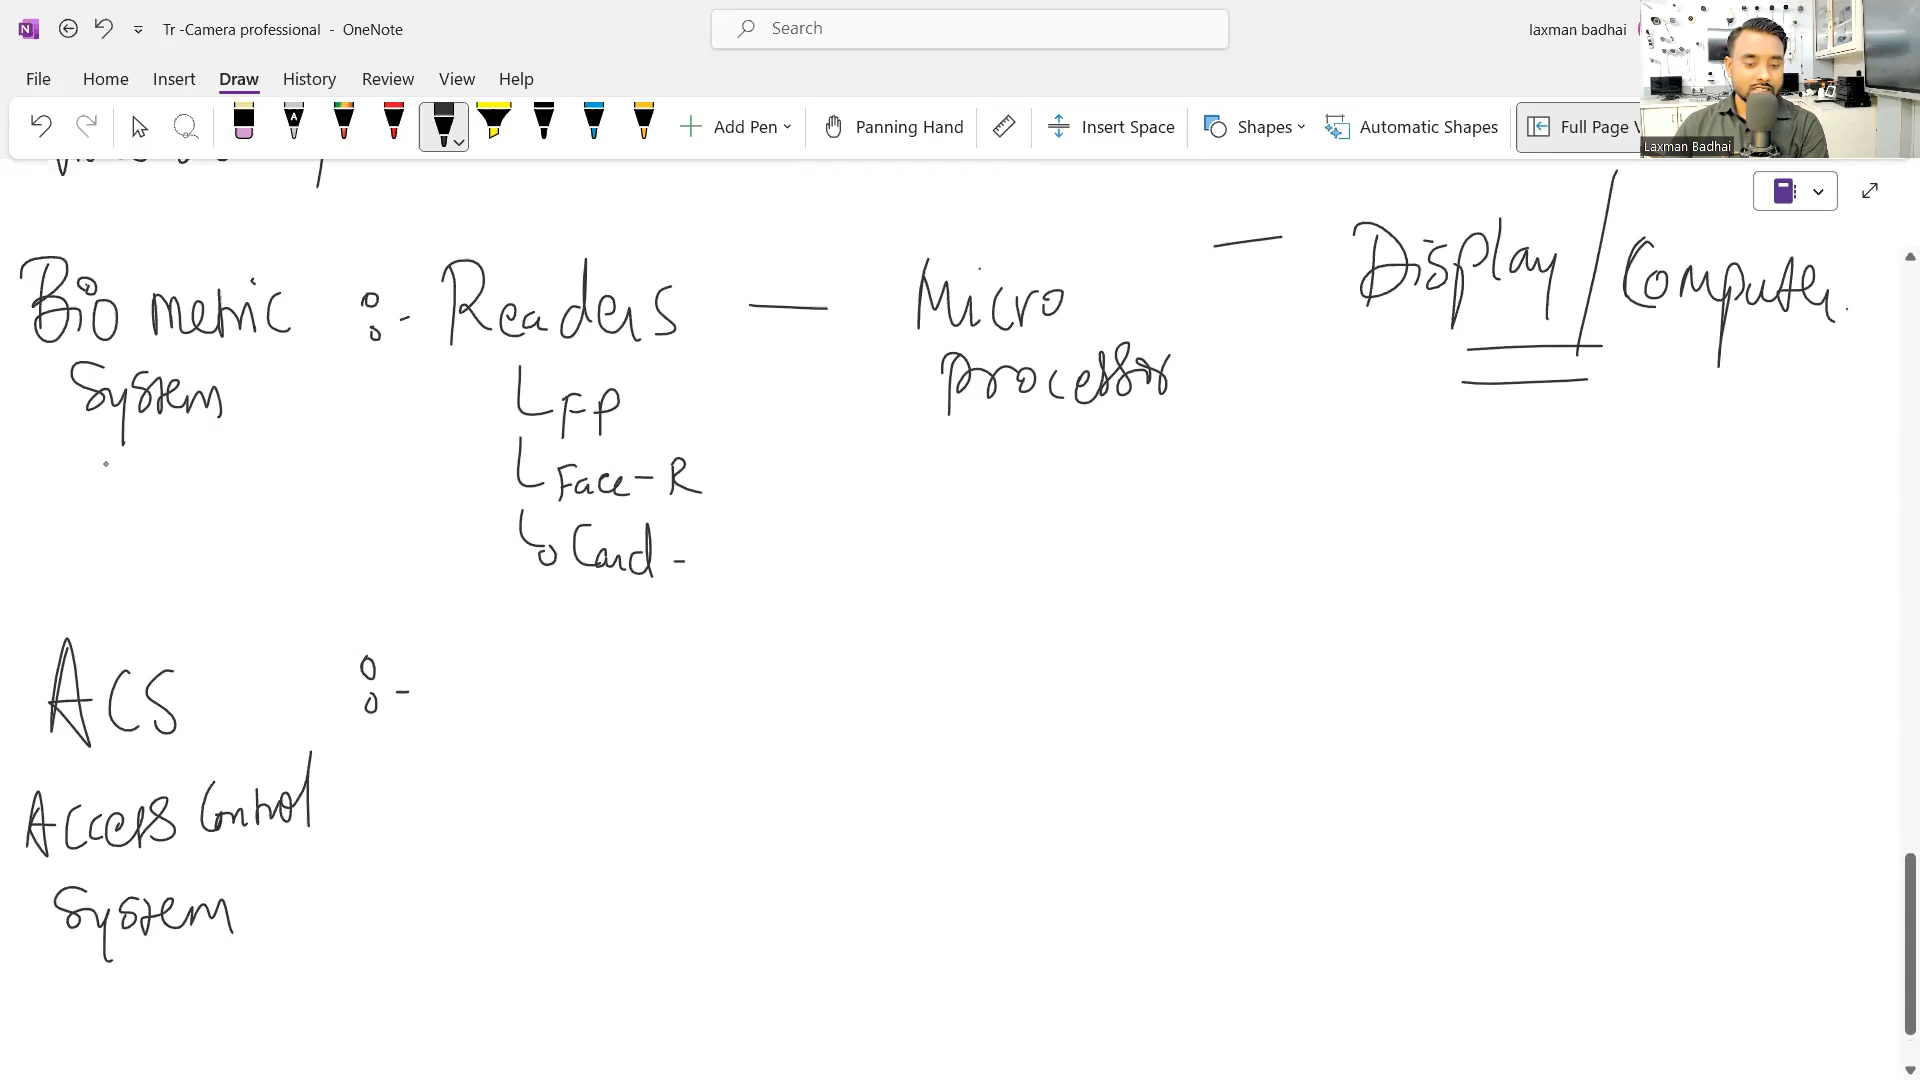 Tr -Camera professional - OneNote
Search
laxman badhai
File Home Insert Draw History Review View Help
Add Pen Panning Hand Insert Space Shapes Automatic Shapes Full Page V
Laxman Badhai
Bio metric :- Readers — Micro — Display / Computer.
System processor
FP
Face - R
Card -
ACS :-
Access Control
System